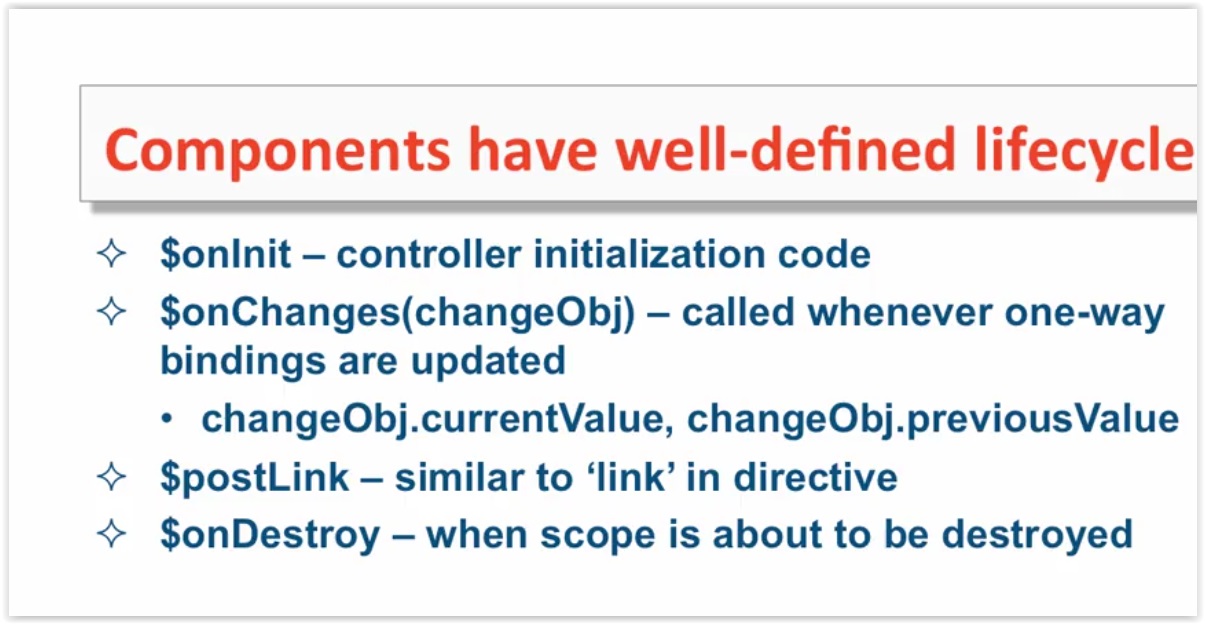 Components have well-defined lifecycle
✧ $onInit – controller initialization code
✧ $onChanges(changeObj) – called whenever one-way
bindings are updated
• changeObj.currentValue, changeObj.previousValue
✧ $postLink – similar to ‘link’ in directive
✧ $onDestroy – when scope is about to be destroyed